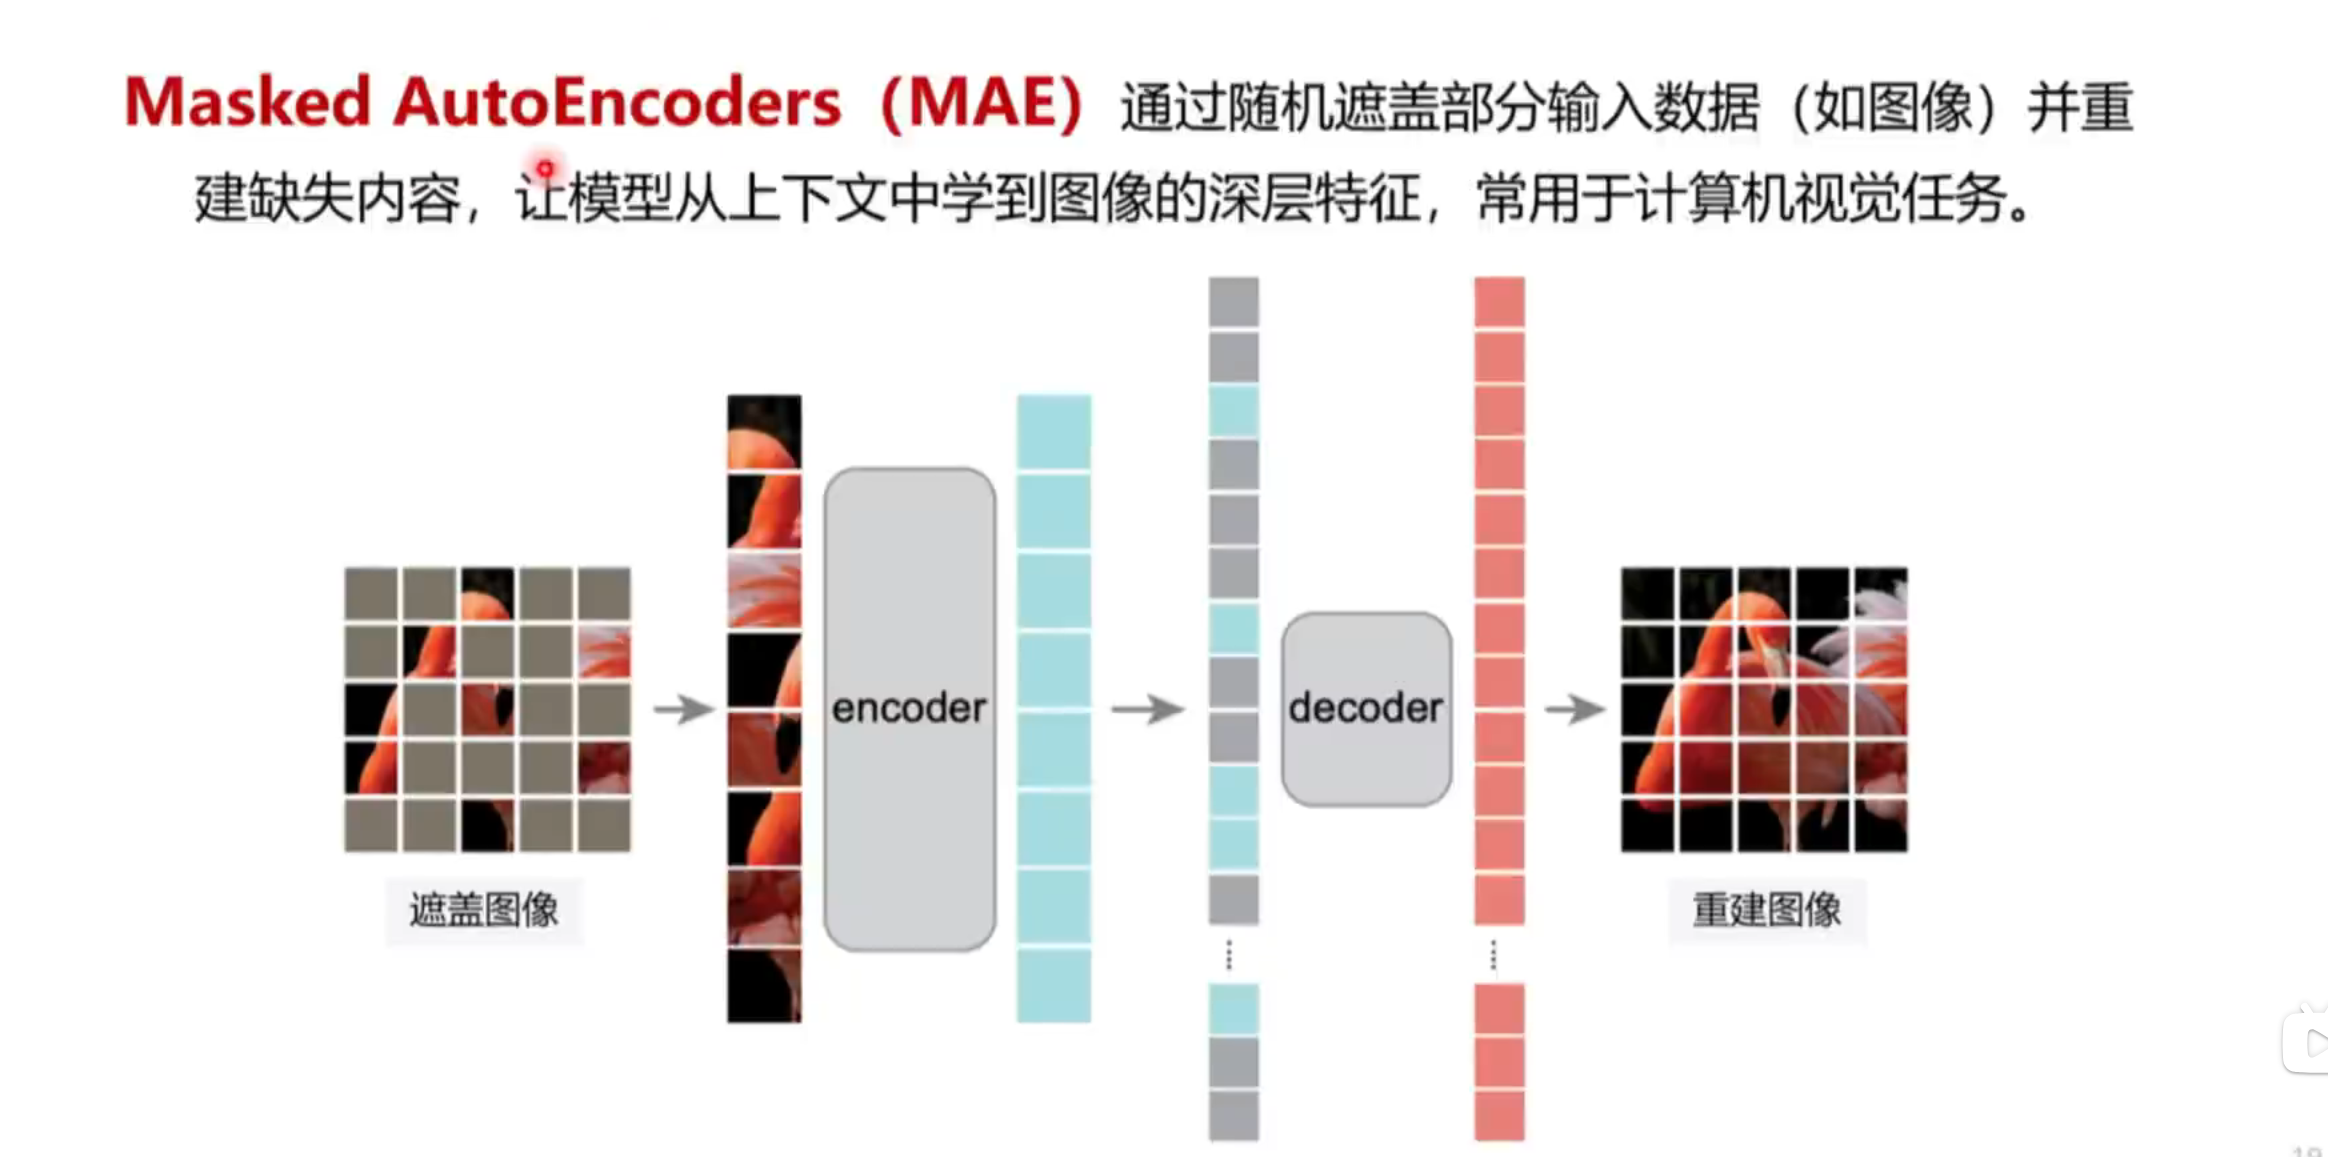 Masked AutoEncoders（MAE）通过随机遮盖部分输入数据（如图像）并重
建缺失内容，让模型从上下文中学到图像的深层特征，常用于计算机视觉任务。
encoder
decoder
遮盖图像
重建图像